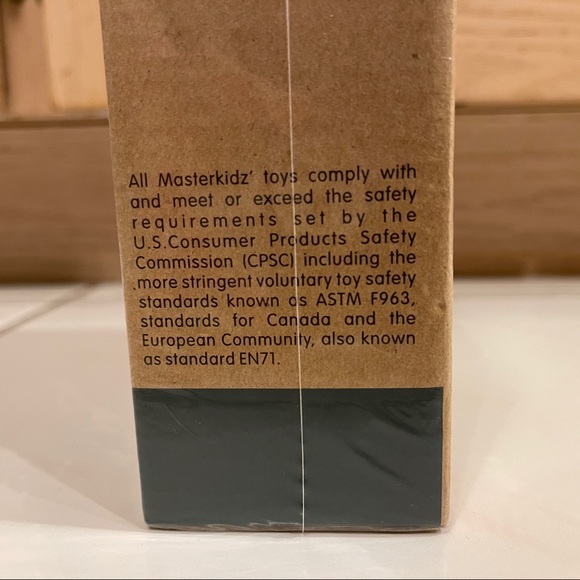 All Masterkidz' toys comply with
and meet or exceed the safety
requirements set by the
U.S.Consumer Products Safety
Commission (CPSC) including the
.more stringent voluntary toy safety
standards known as ASTM F963,
standards for Canada and the
European Community, also known
as standard EN71.